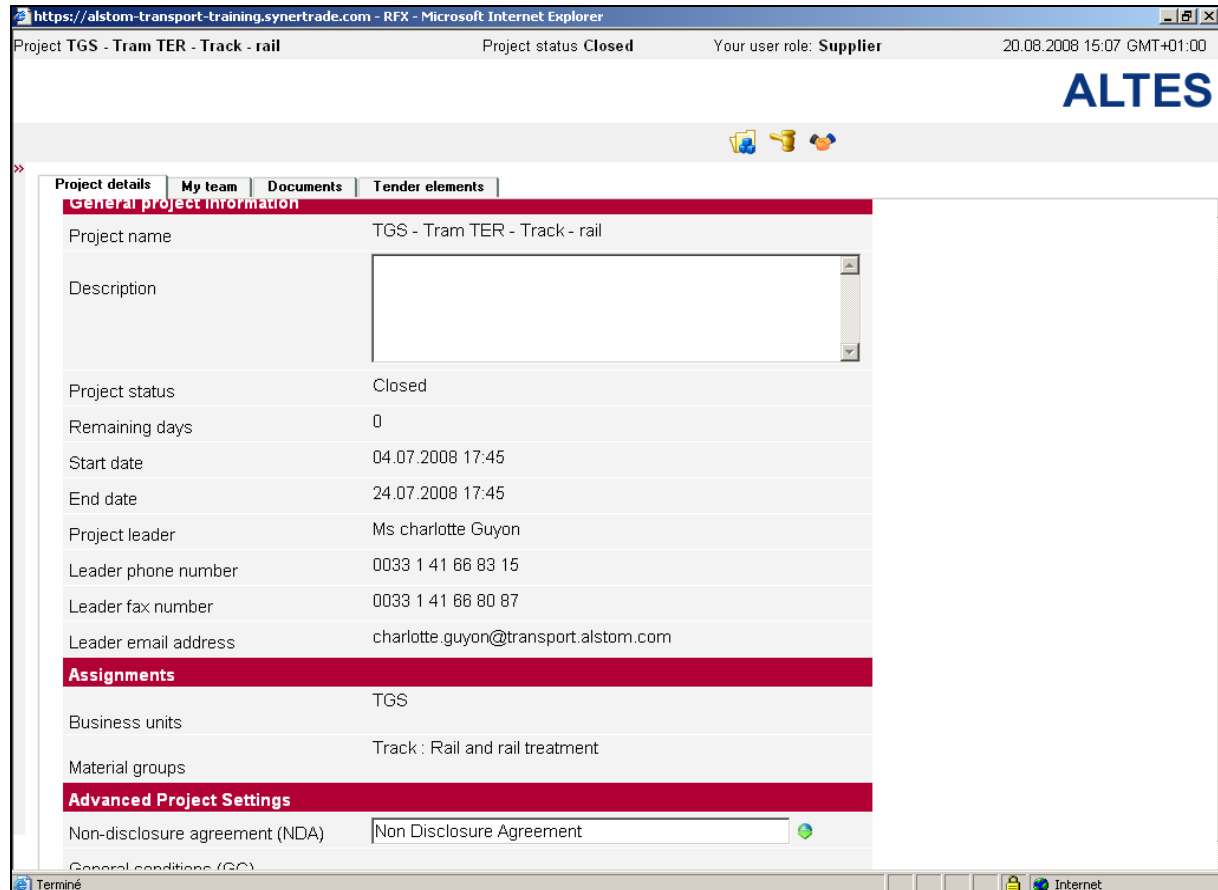 https://alstom-transport-training.synertrade.com - RFX - Microsoft Internet Explorer
Project TGS - Tram TER - Track - rail Project status Closed Your user role: Supplier 20.08.2008 15:07 GMT+01:00
ALTES
»
Project details My team Documents Tender elements
General project information
Project name TGS - Tram TER - Track - rail
Description
Project status Closed
Remaining days 0
Start date 04.07.2008 17:45
End date 24.07.2008 17:45
Project leader Ms charlotte Guyon
Leader phone number 0033 1 41 66 83 15
Leader fax number 0033 1 41 66 80 87
Leader email address charlotte.guyon@transport.alstom.com
Assignments
Business units TGS
Material groups Track : Rail and rail treatment
Advanced Project Settings
Non-disclosure agreement (NDA) Non Disclosure Agreement
General conditions (GC)
Terminé Internet